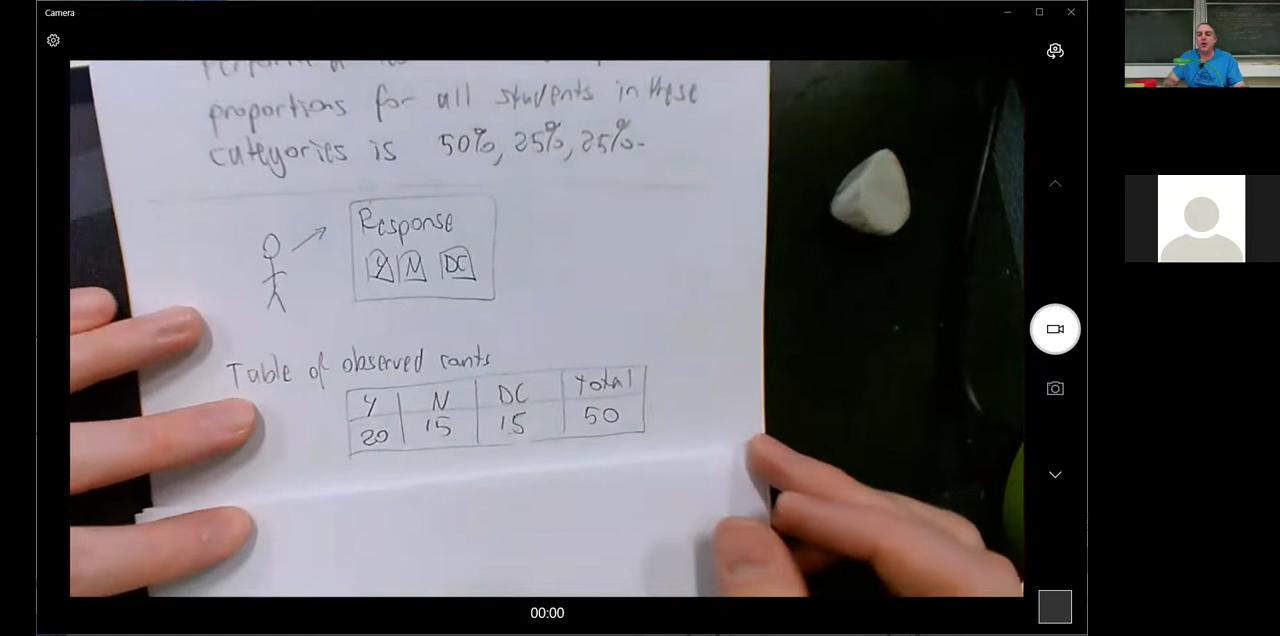 Camera
proportions for all students in these
categories is 50%, 25%, 25%.
Response
Y N DC
Table of observed counts
Y N DC Total
20 15 15 50
00:00